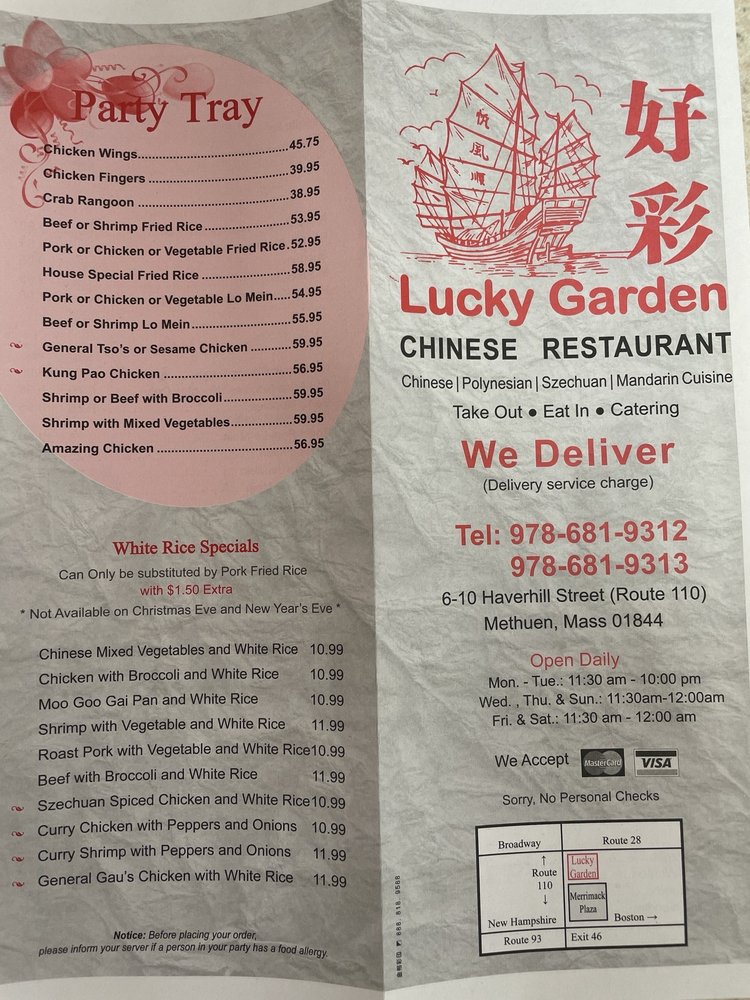 Party Tray
Chicken Wings..........45.75
Chicken Fingers..........39.95
Crab Rangoon..........38.95
Beef or Shrimp Fried Rice..........53.95
Pork or Chicken or Vegetable Fried Rice.52.95
House Special Fried Rice..........58.95
Pork or Chicken or Vegetable Lo Mein.....54.95
Beef or Shrimp Lo Mein..........55.95
General Tso's or Sesame Chicken..........59.95
Kung Pao Chicken..........56.95
Shrimp or Beef with Broccoli..........59.95
Shrimp with Mixed Vegetables..........59.95
Amazing Chicken..........56.95
White Rice Specials
Can Only be substituted by Pork Fried Rice
with $1.50 Extra
* Not Available on Christmas Eve and New Year's Eve *
Chinese Mixed Vegetables and White Rice 10.99
Chicken with Broccoli and White Rice 10.99
Moo Goo Gai Pan and White Rice 10.99
Shrimp with Vegetable and White Rice 11.99
Roast Pork with Vegetable and White Rice 10.99
Beef with Broccoli and White Rice 11.99
Szechuan Spiced Chicken and White Rice 10.99
Curry Chicken with Peppers and Onions 10.99
Curry Shrimp with Peppers and Onions 11.99
General Gau's Chicken with White Rice 11.99
Notice: Before placing your order,
please inform your server if a person in your party has a food allergy.
好彩
Lucky Garden
CHINESE RESTAURANT
Chinese | Polynesian | Szechuan | Mandarin Cuisine
Take Out ● Eat In ● Catering
We Deliver
(Delivery service charge)
Tel: 978-681-9312
978-681-9313
6-10 Haverhill Street (Route 110)
Methuen, Mass 01844
Open Daily
Mon. - Tue.: 11:30 am - 10:00 pm
Wed. , Thu. & Sun.: 11:30am-12:00am
Fri. & Sat.: 11:30 am - 12:00 am
We Accept MasterCard VISA
Sorry, No Personal Checks
Broadway Route 28
↑
Route
110
↓
Lucky
Garden
Merrimack
Plaza
New Hampshire Boston →
Route 93 Exit 46
888. 818. 9588